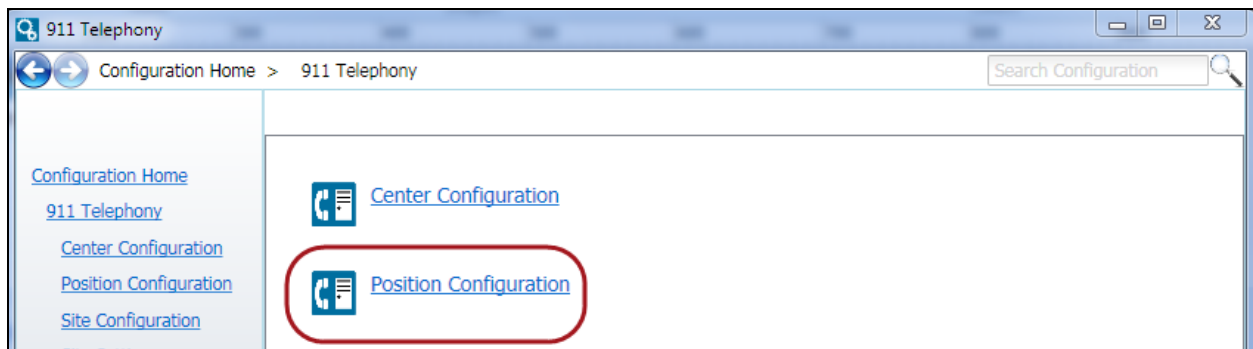 911 Telephony
Configuration Home > 911 Telephony
Search Configuration
Configuration Home
911 Telephony
Center Configuration
Position Configuration
Site Configuration
Center Configuration
Position Configuration